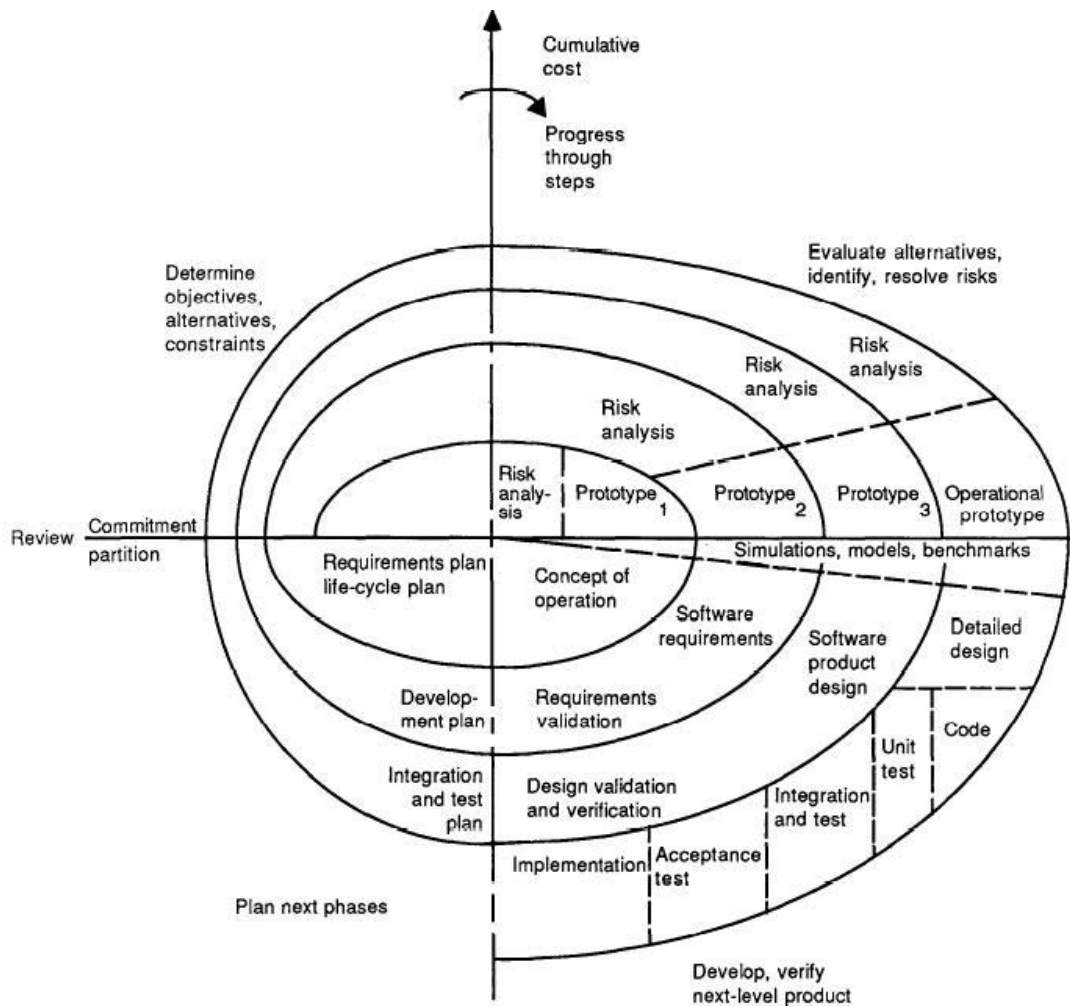 Cumulative
cost
Progress
through
steps
Evaluate alternatives,
identify, resolve risks
Determine
objectives,
alternatives,
constraints
Risk
analysis
Risk
analysis
Risk
analysis
Risk
analy-
sis
Prototype 1
Prototype 2
Prototype 3
Operational
prototype
Review
Commitment
partition
Simulations, models, benchmarks
Requirements plan
life-cycle plan
Concept of
operation
Software
requirements
Software
product
design
Detailed
design
Develop-
ment plan
Requirements
validation
Code
Unit
test
Integration
and test
plan
Design validation
and verification
Integration
and test
Implementation
Acceptance
test
Plan next phases
Develop, verify
next-level product